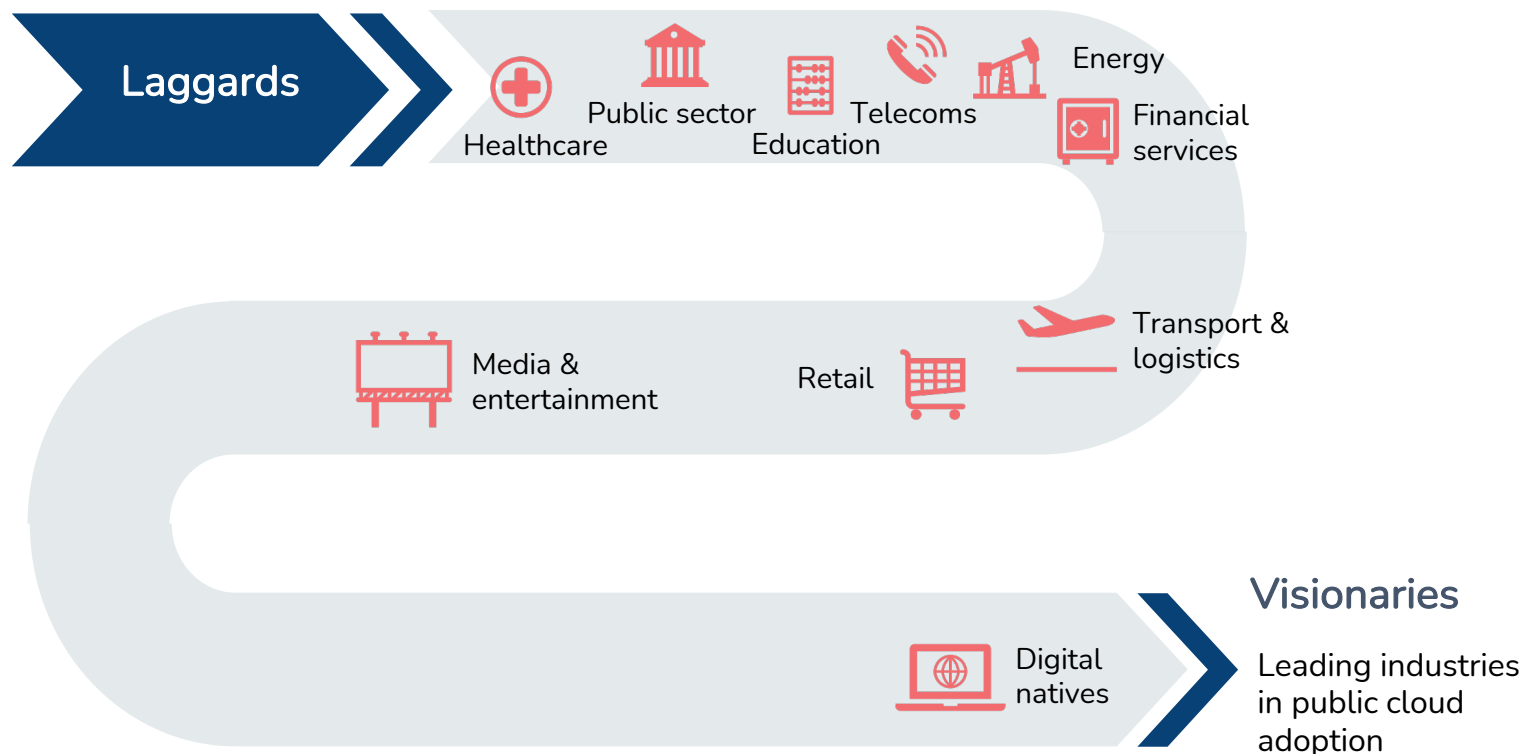 Laggards
Healthcare
Public sector
Education
Telecoms
Energy
Financial
services
Transport &
logistics
Retail
Media &
entertainment
Digital
natives
Visionaries
Leading industries
in public cloud
adoption